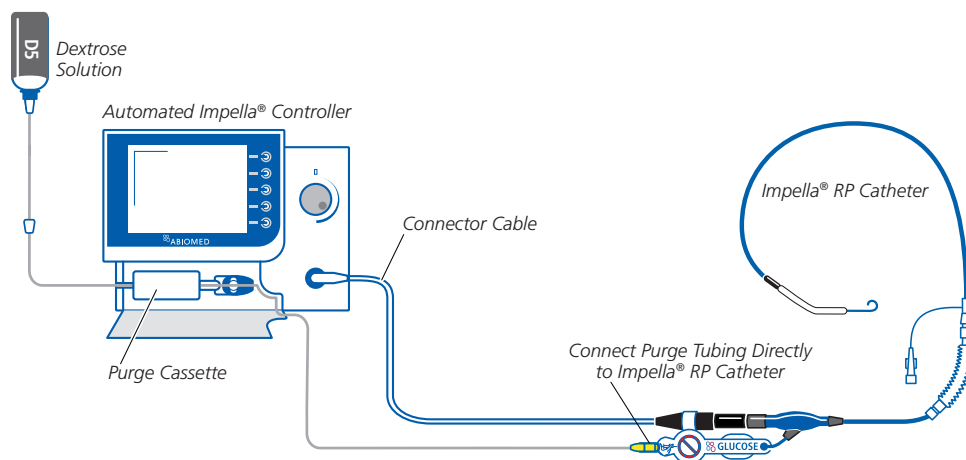 D5
Dextrose
Solution
Automated Impella® Controller
ABIOMED
Impella® RP Catheter
Connector Cable
Purge Cassette
Connect Purge Tubing Directly
to Impella® RP Catheter
GLUCOSE